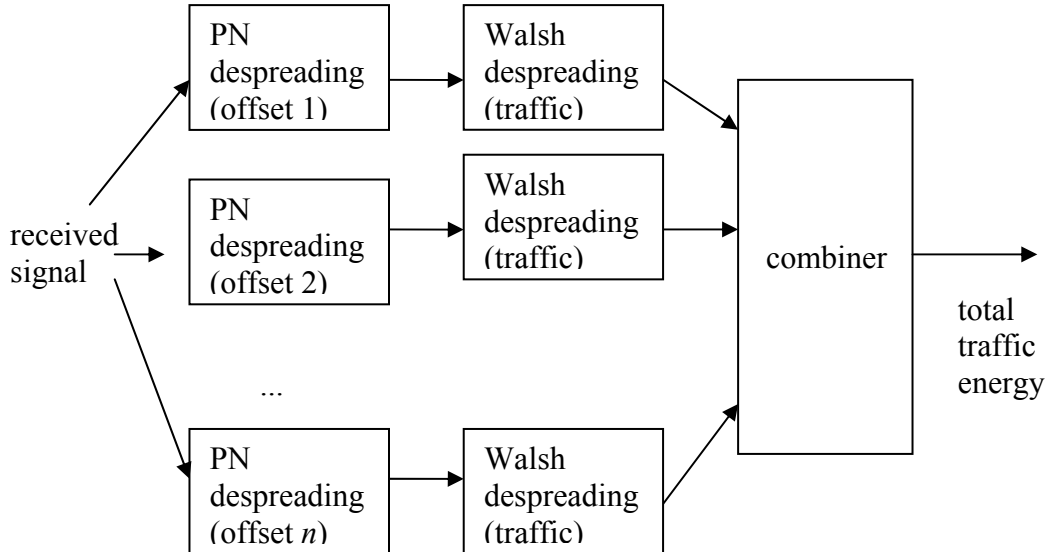 PN
despreading
(offset 1)
Walsh
despreading
(traffic)
PN
despreading
(offset 2)
Walsh
despreading
(traffic)
received
signal
combiner
total
traffic
energy
...
PN
despreading
(offset n)
Walsh
despreading
(traffic)